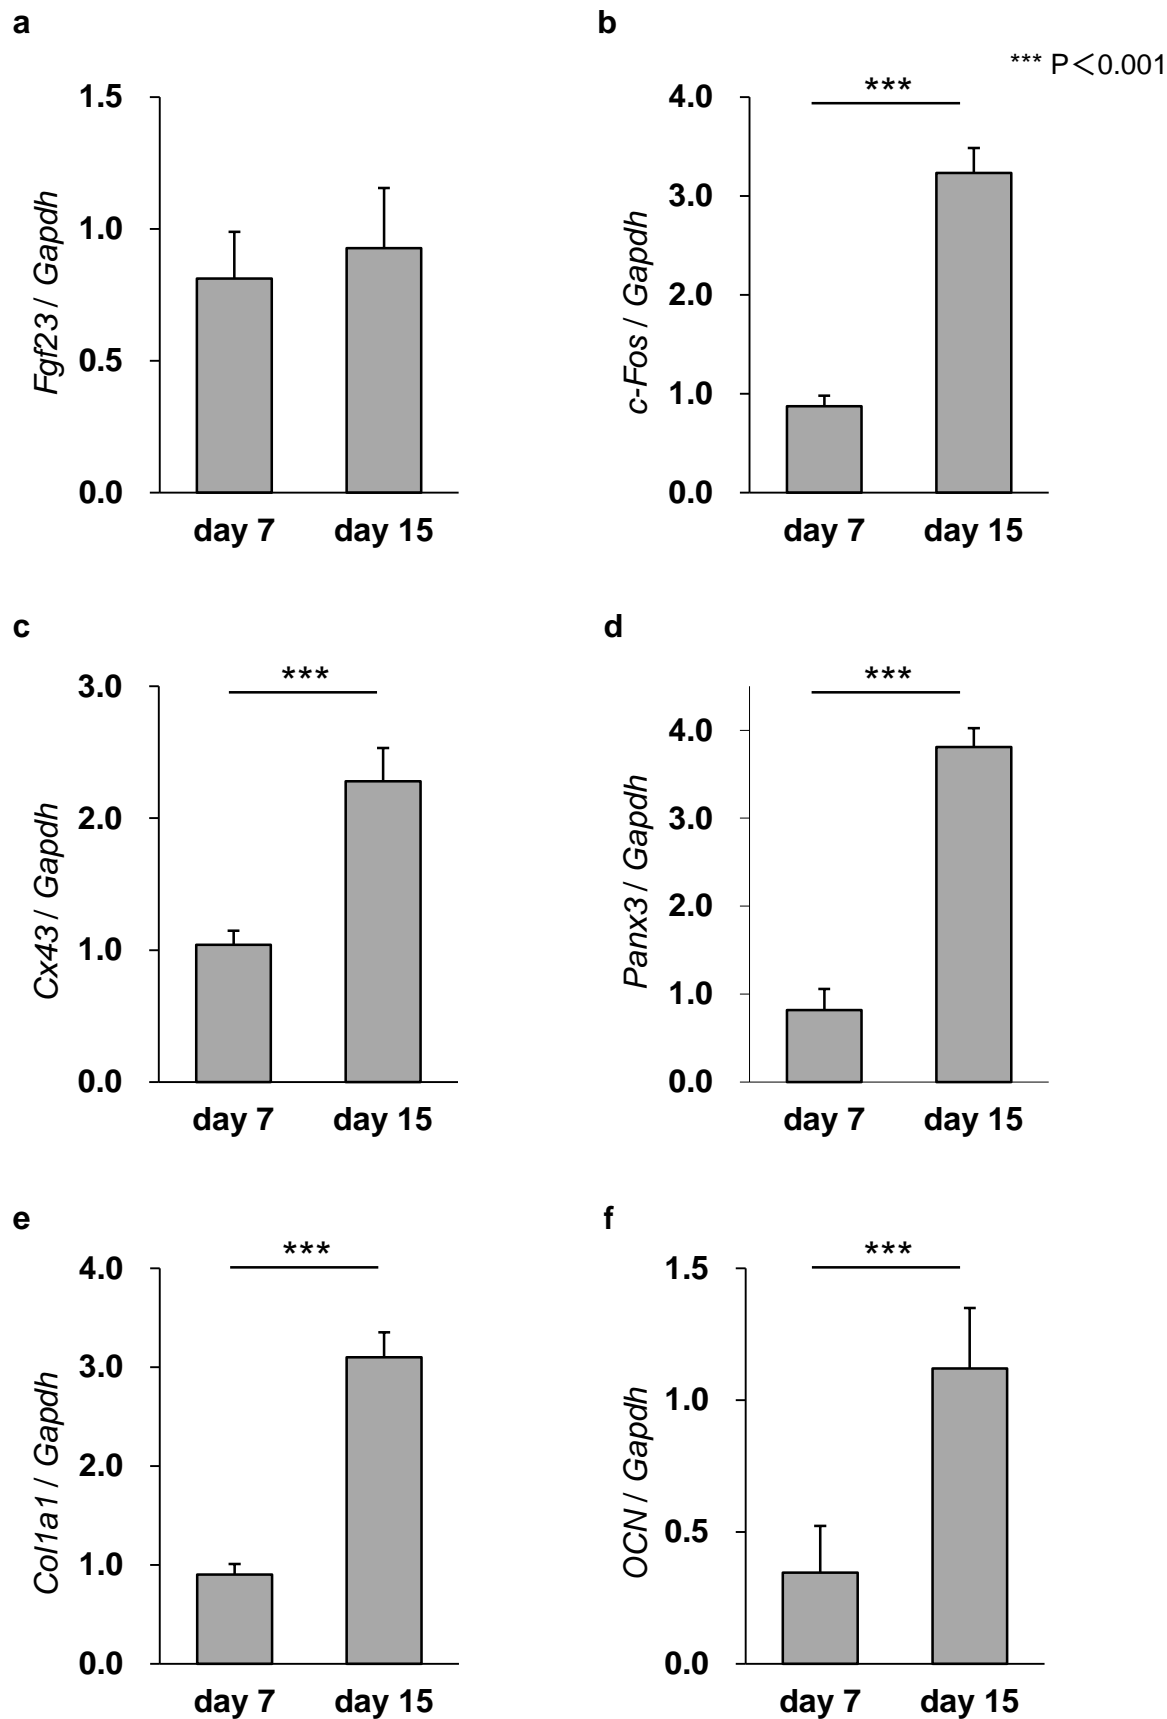 a
b
*** P＜0.001
1.5
1.0
0.5
0.0
Fgf23 / Gapdh
day 7
day 15
***
4.0
3.0
2.0
1.0
0.0
c-Fos / Gapdh
day 7
day 15
c
d
***
3.0
2.0
1.0
0.0
Cx43 / Gapdh
day 7
day 15
***
4.0
3.0
2.0
1.0
0.0
Panx3 / Gapdh
day 7
day 15
e
f
***
4.0
3.0
2.0
1.0
0.0
Col1a1 / Gapdh
day 7
day 15
***
1.5
1.0
0.5
0.0
OCN / Gapdh
day 7
day 15